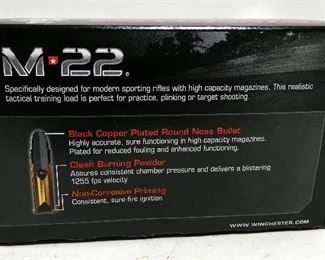 M★22®
Specifically designed for modern sporting rifles with high capacity magazines. This realistic
tactical training load is perfect for practice, plinking or target shooting.
Black Copper Plated Round Nose Bullet
Highly accurate, sure functioning in high capacity magazines.
Plated for reduced fouling and enhanced functioning.
Clean Burning Powder
Assures consistent chamber pressure and delivers a blistering
1255 fps velocity
Non-Corrosive Priming
Consistent, sure-fire ignition
WWW.WINCHESTER.COM